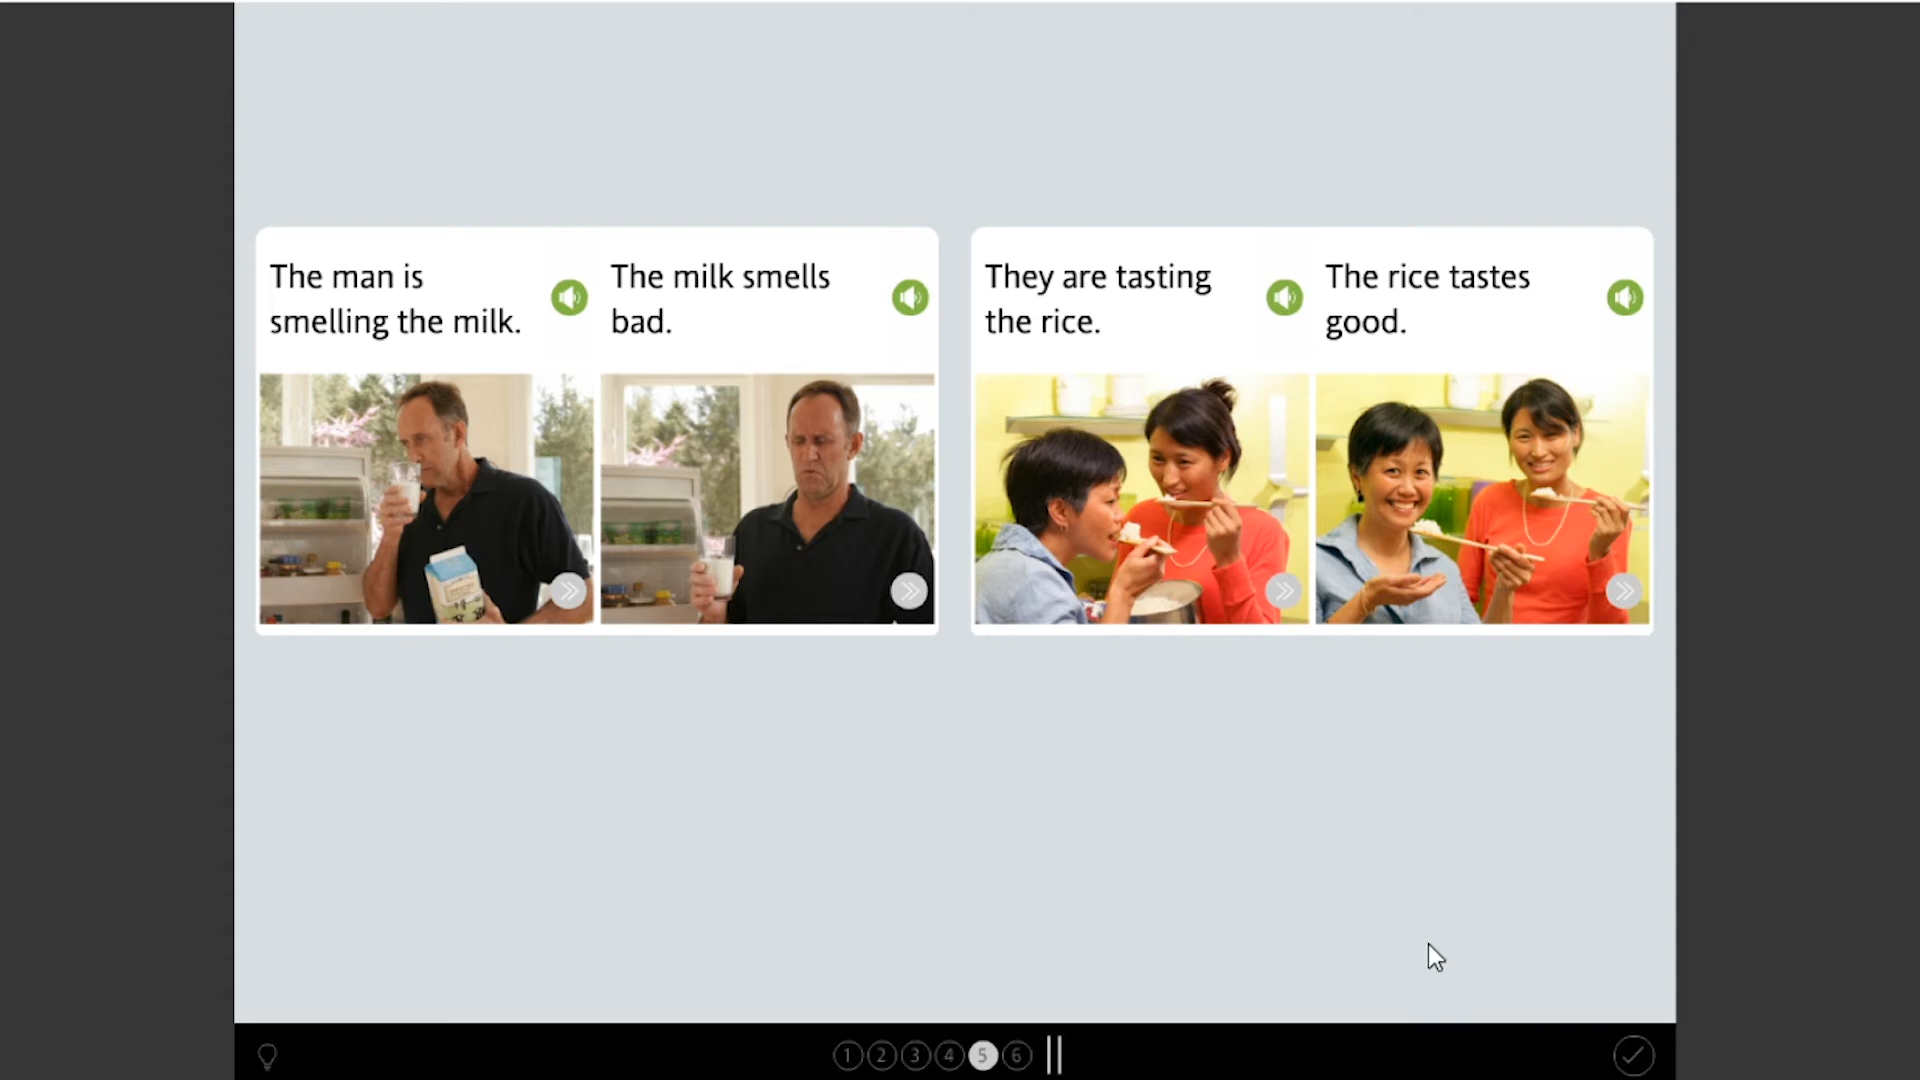 The man is
smelling the milk.
The milk smells
bad.
They are tasting
the rice.
The rice tastes
good.
1 2 3 4 5 6